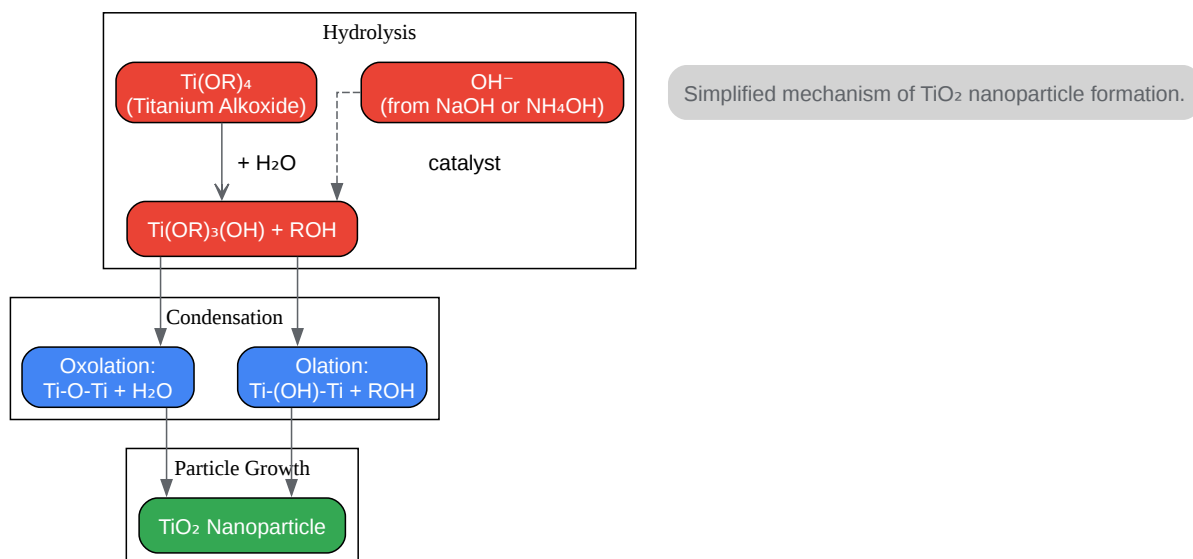 Hydrolysis
Ti(OR)₄
(Titanium Alkoxide)
OH⁻
(from NaOH or NH₄OH)
Simplified mechanism of TiO₂ nanoparticle formation.
+ H₂O
catalyst
Ti(OR)₃(OH) + ROH
Condensation
Oxolation:
Ti-O-Ti + H₂O
Olation:
Ti-(OH)-Ti + ROH
Particle Growth
TiO₂ Nanoparticle